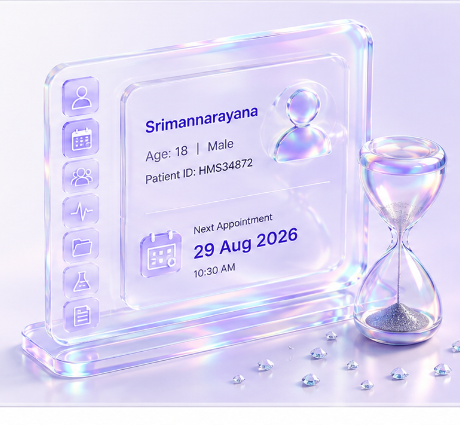 Srimannarayana
Age: 18 | Male
Patient ID: HMS34872
Next Appointment
29 Aug 2026
10:30 AM